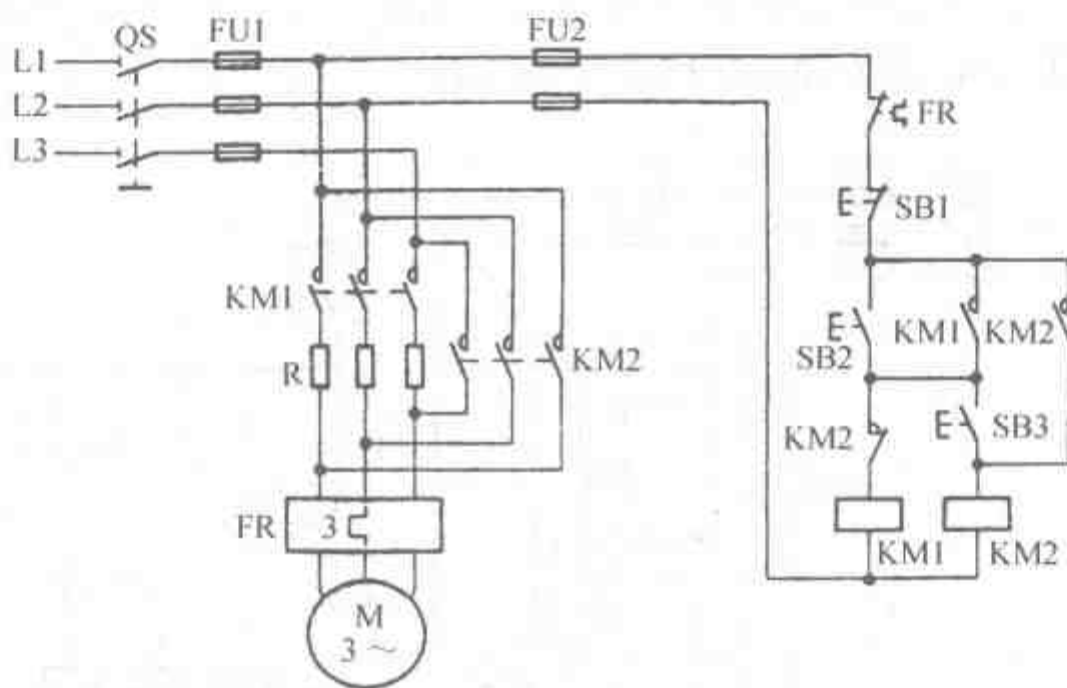 QS FU1 FU2
L1
L2 FR
L3
SB1
KM1 KM1 KM2
R KM2 SB2
KM2 SB3
FR 3
KM1 KM2
M
3 ~